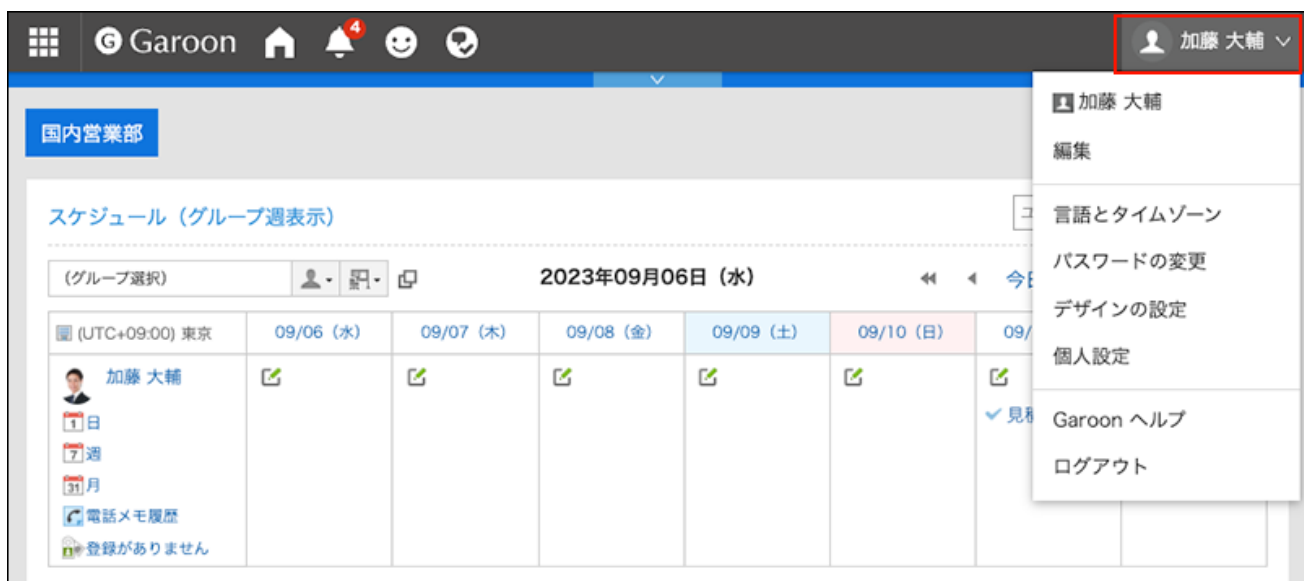 Garoon
4
加藤 大輔
加藤 大輔
編集
言語とタイムゾーン
パスワードの変更
デザインの設定
個人設定
Garoon ヘルプ
ログアウト
国内営業部
スケジュール（グループ週表示）
(グループ選択)
2023年09月06日（水）
(UTC+09:00) 東京
09/06（水）
09/07（木）
09/08（金）
09/09（土）
09/10（日）
09/
加藤 大輔
1 日
7 週
31 月
電話メモ履歴
登録がありません